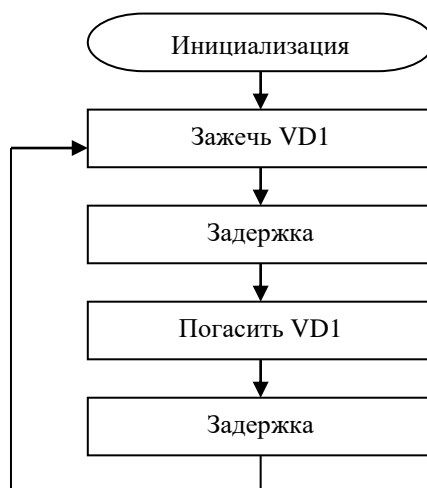 Инициализация
Зажечь VD1
Задержка
Погасить VD1
Задержка